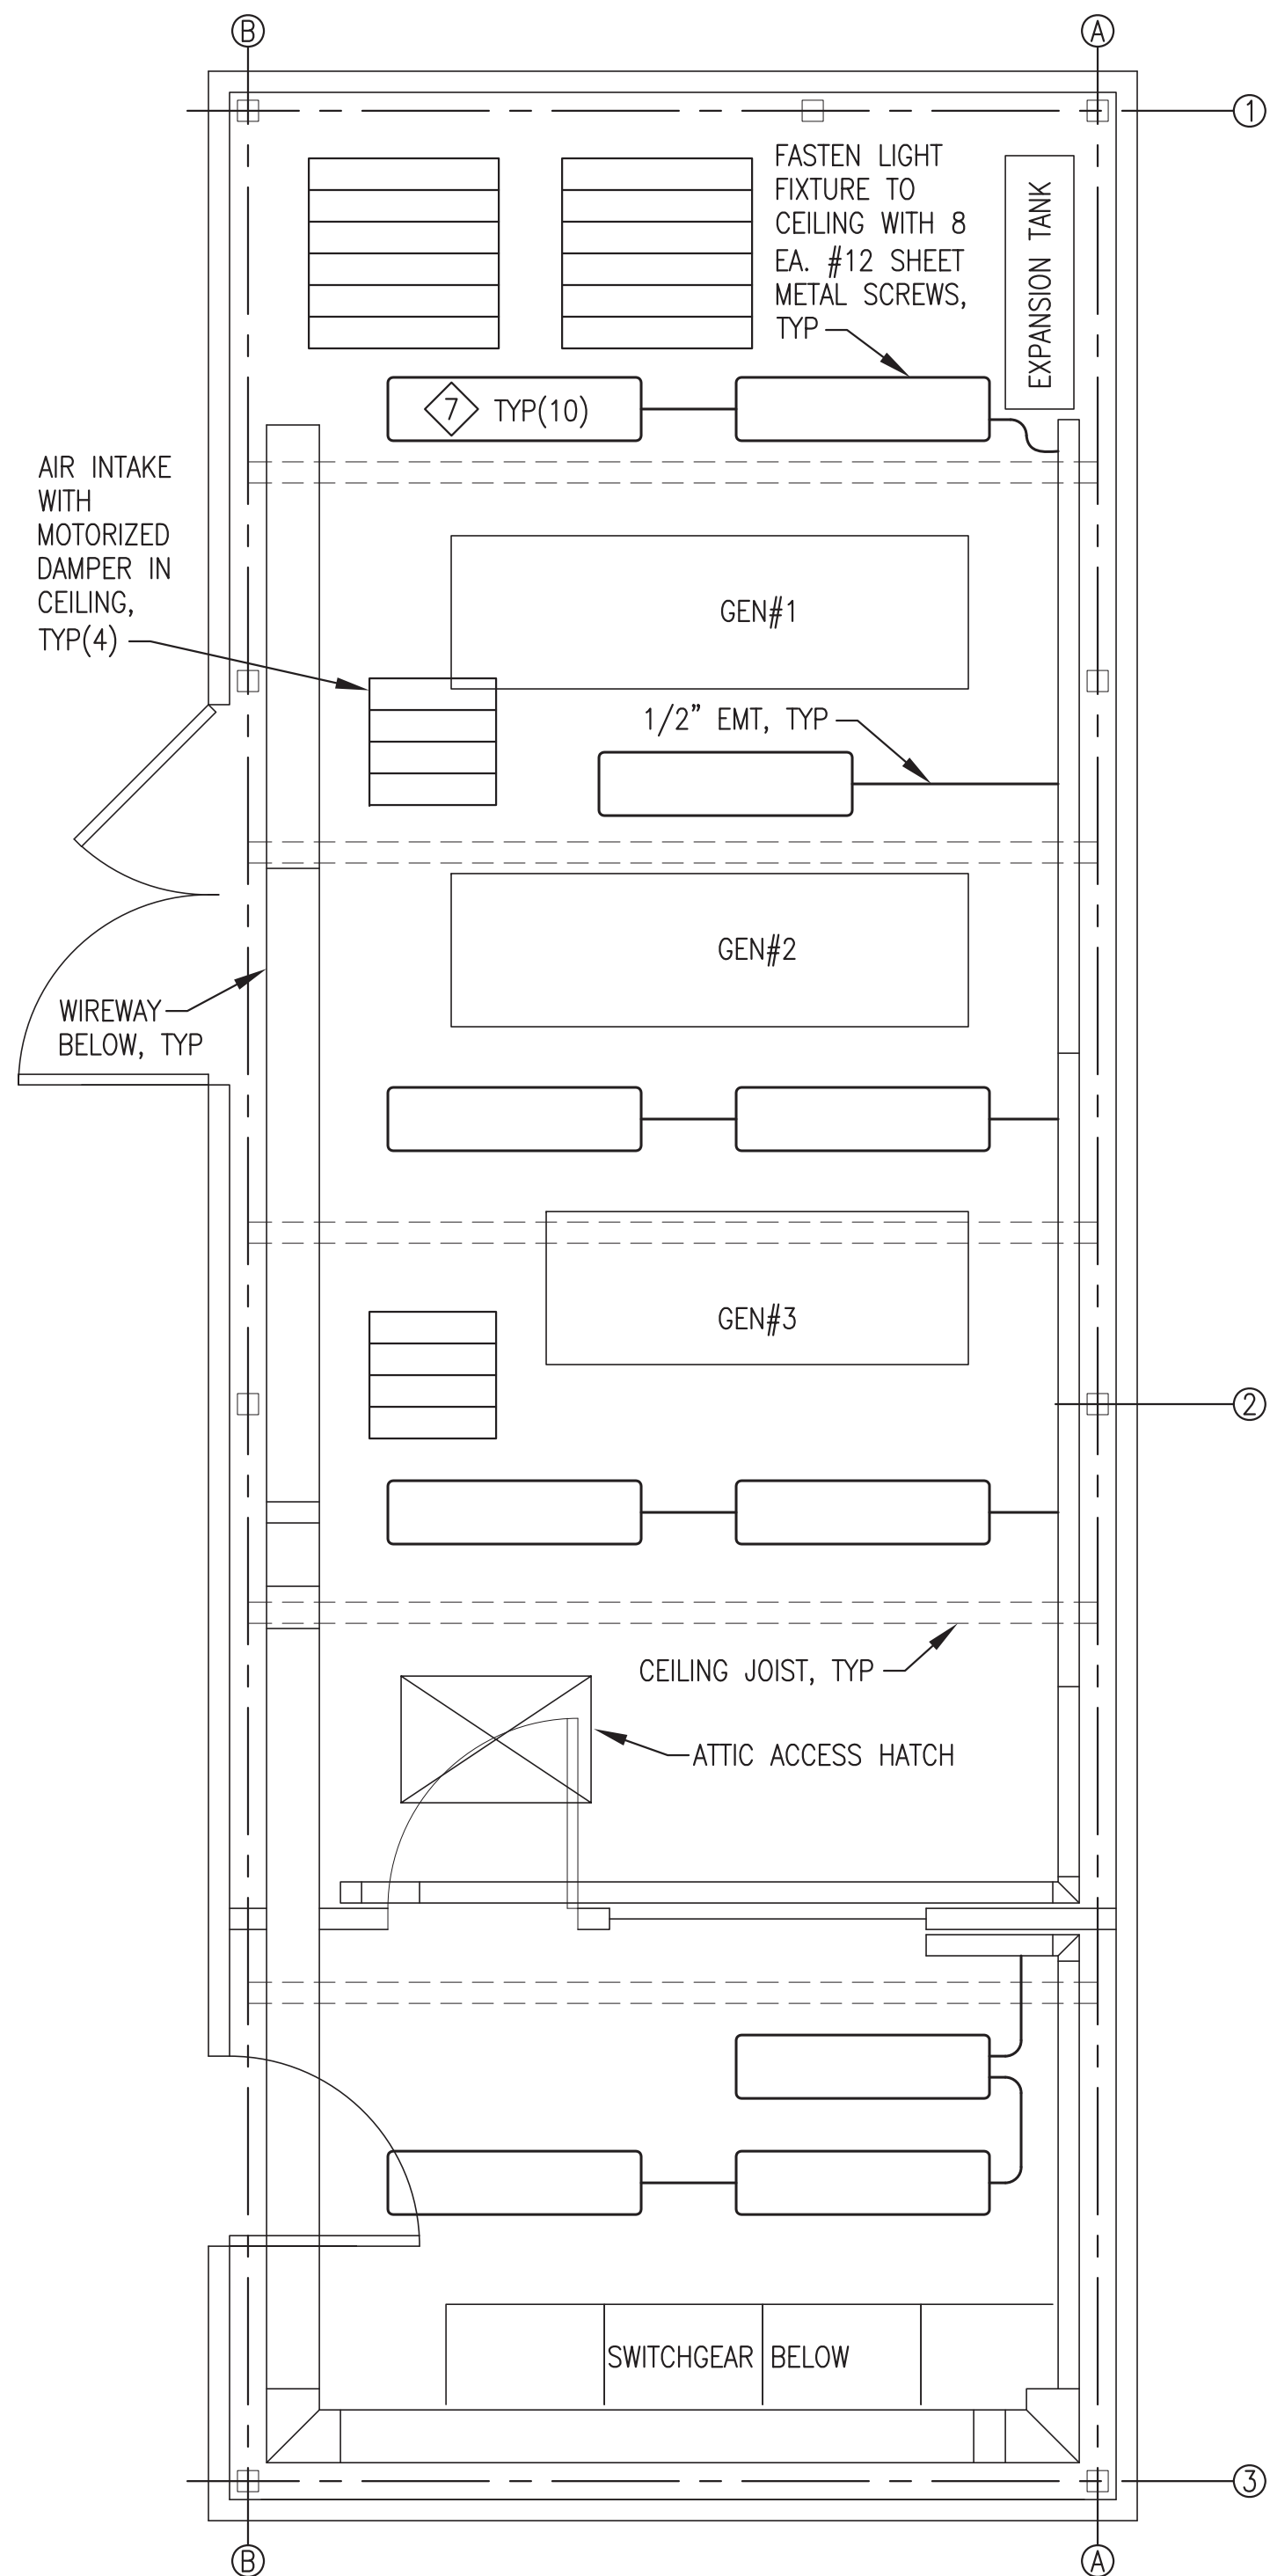 B
A
1
FASTEN LIGHT
FIXTURE TO
CEILING WITH 8
EA. #12 SHEET
METAL SCREWS,
TYP
EXPANSION TANK
7 TYP(10)
AIR INTAKE
WITH
MOTORIZED
DAMPER IN
CEILING,
TYP(4)
GEN#1
1/2” EMT, TYP
GEN#2
WIREWAY
BELOW, TYP
GEN#3
2
CEILING JOIST, TYP
ATTIC ACCESS HATCH
SWITCHGEAR BELOW
3
B
A